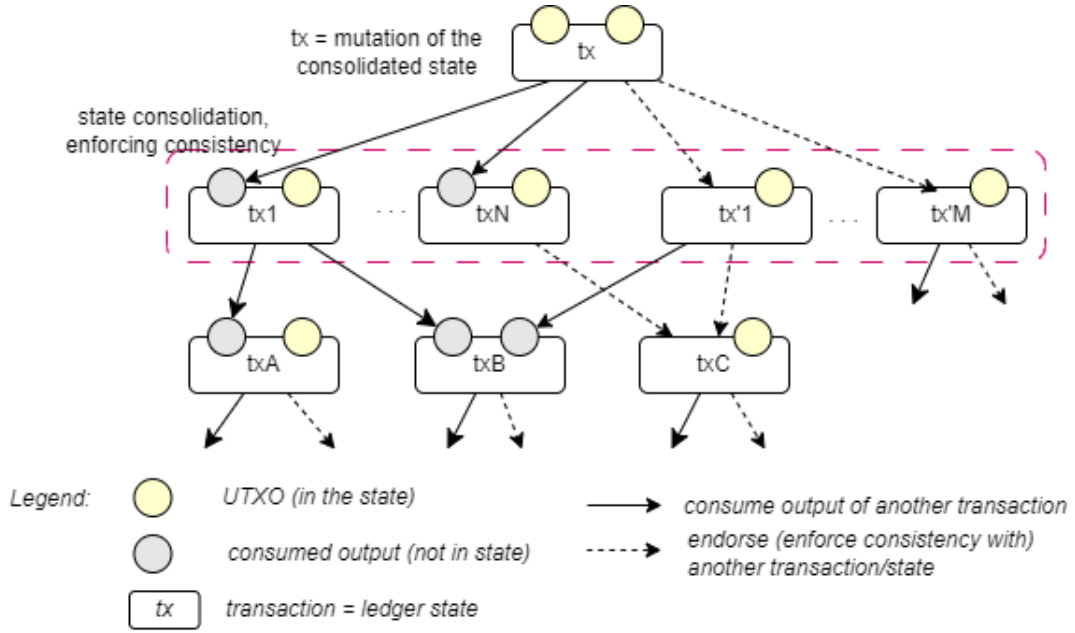 tx = mutation of the
consolidated state
tx
state consolidation,
enforcing consistency
tx1
. . .
txN
tx'1
. . .
tx'M
txA
txB
txC
Legend:
UTXO (in the state)
consume output of another transaction
consumed output (not in state)
endorse (enforce consistency with)
another transaction/state
tx
transaction = ledger state